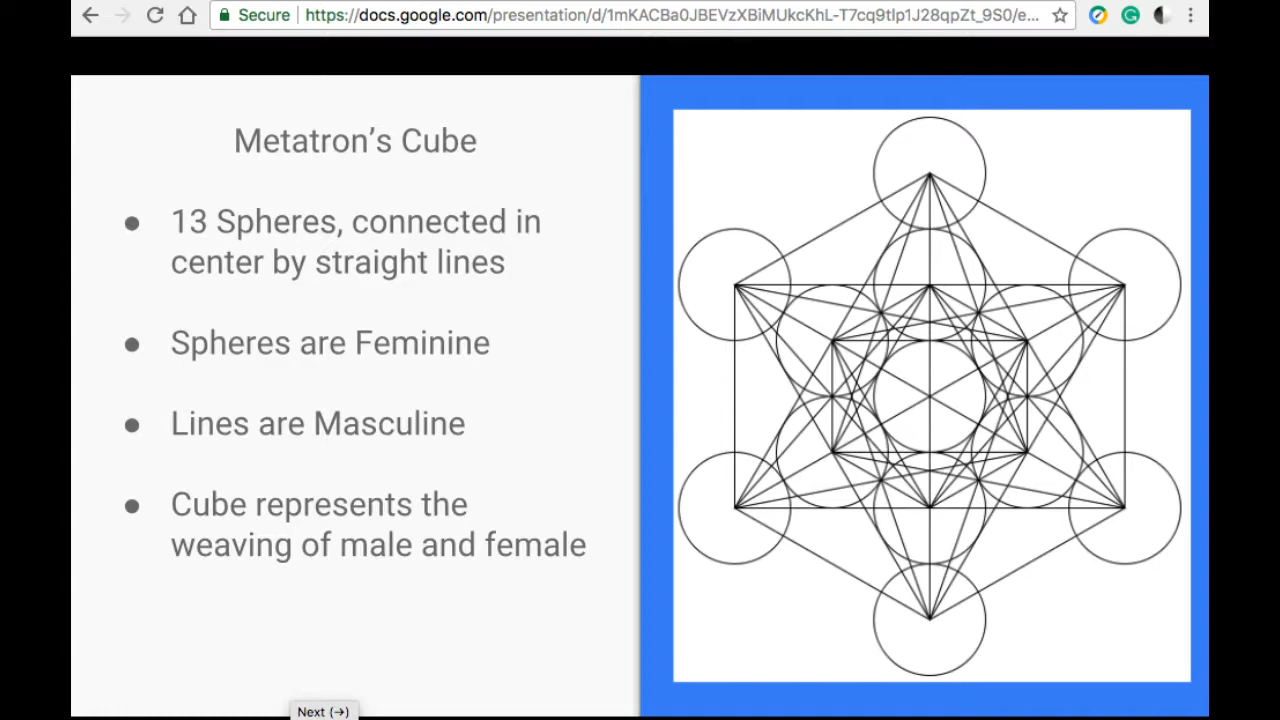 Secure
https://docs.google.com/presentation/d/1mKACBa0JBEVzXBiMUkcKhL-T7cq9tIp1J28qpZt_9S0/e...
Metatron's Cube
● 13 Spheres, connected in
center by straight lines
● Spheres are Feminine
● Lines are Masculine
● Cube represents the
weaving of male and female
Next (→)